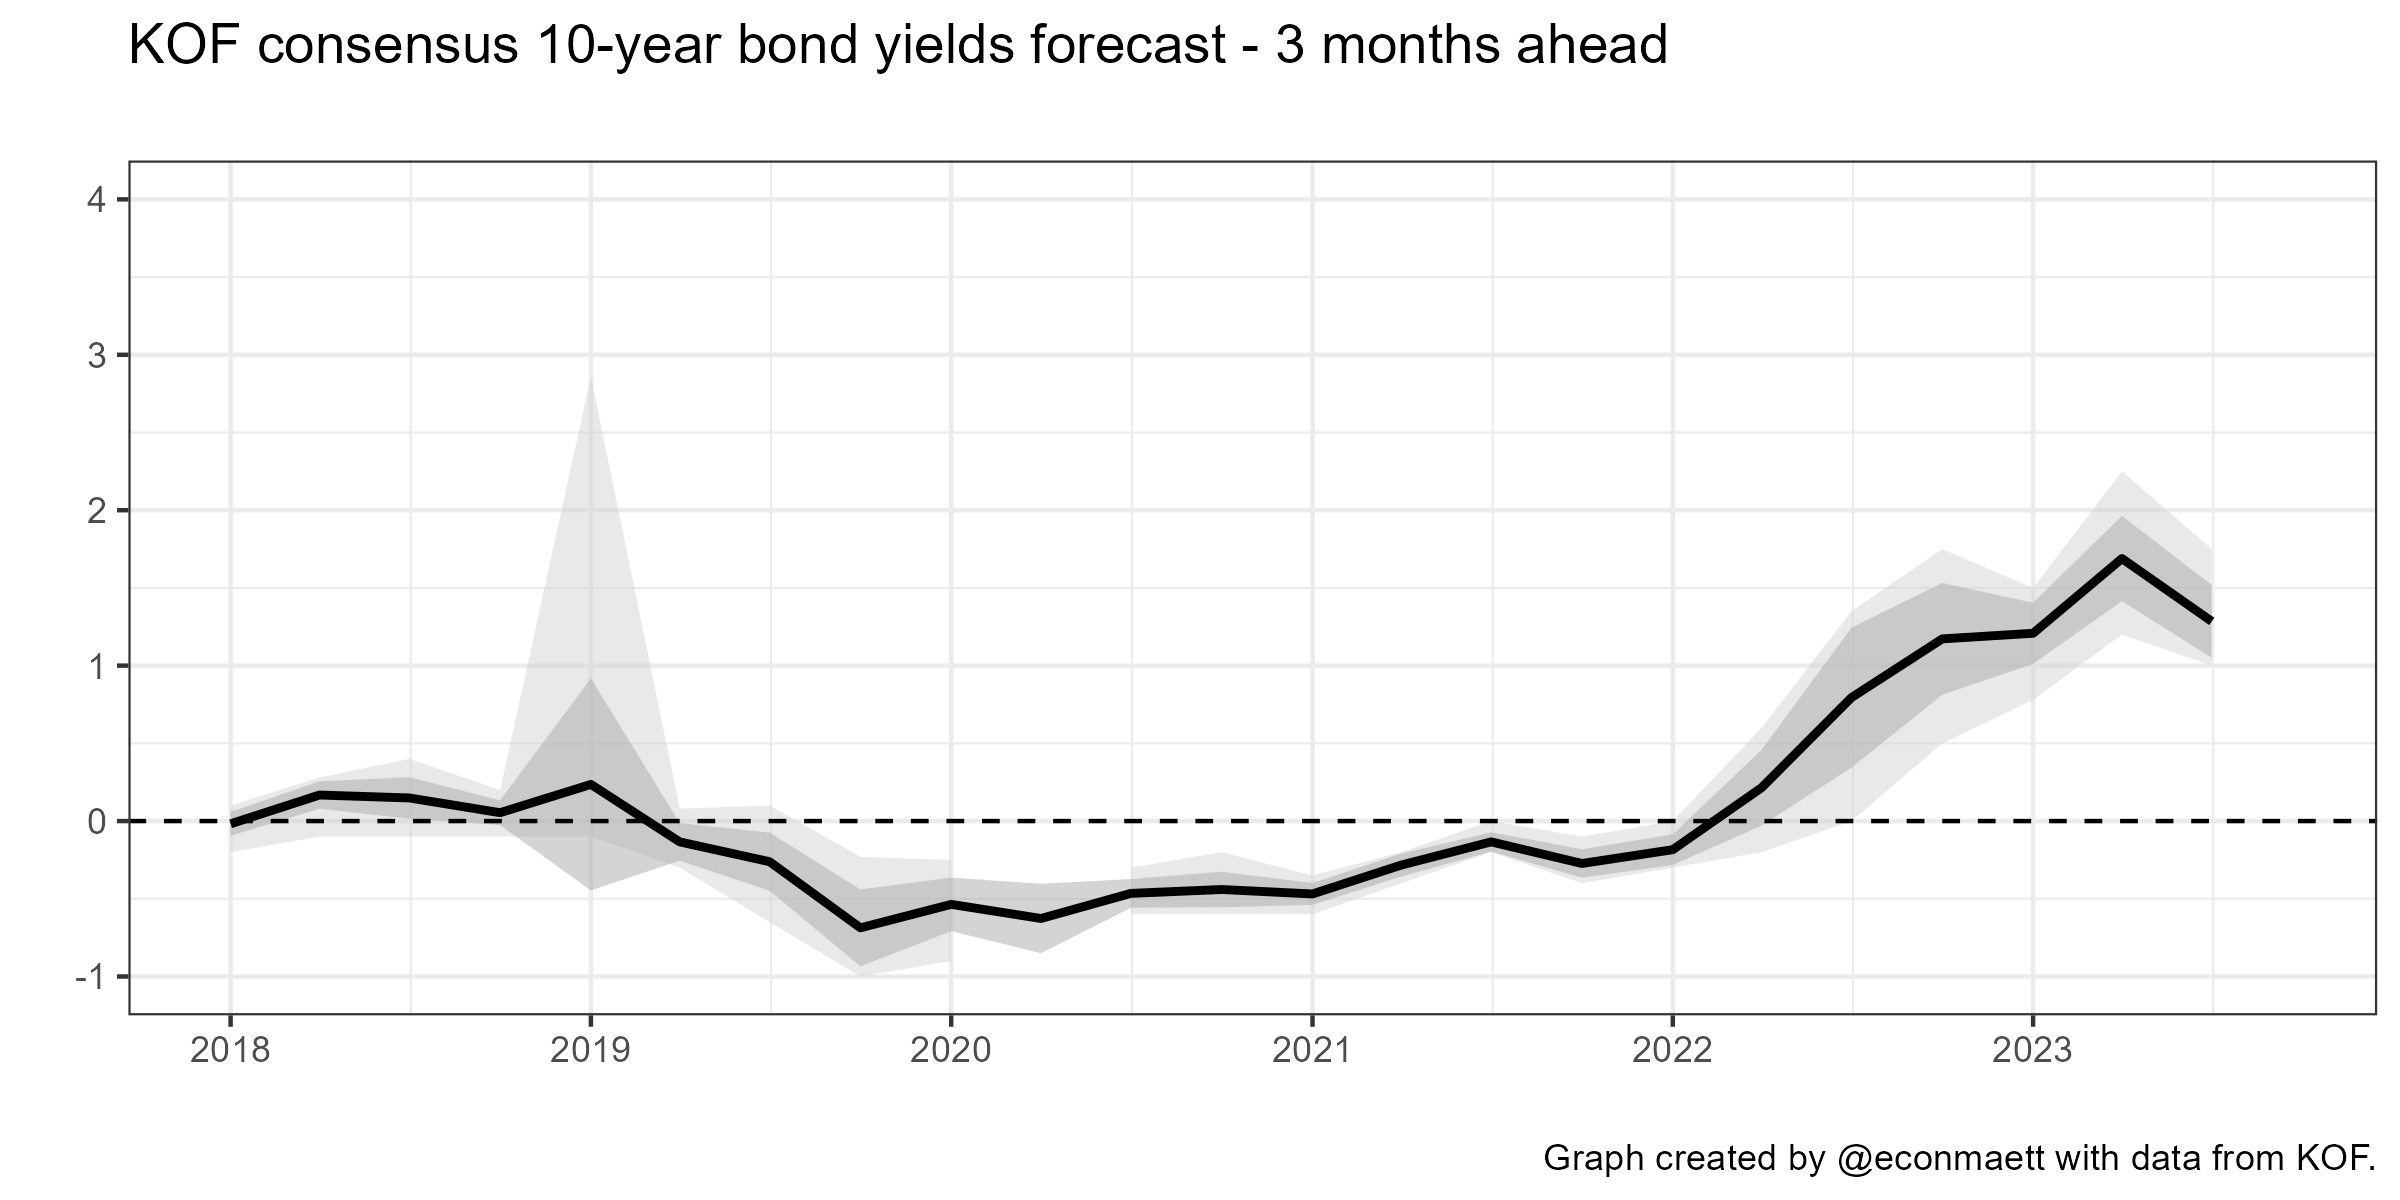 KOF consensus 10-year bond yields forecast - 3 months ahead
4
3
2
1
0
-1
2018 2019 2020 2021 2022 2023
Graph created by @econmaett with data from KOF.